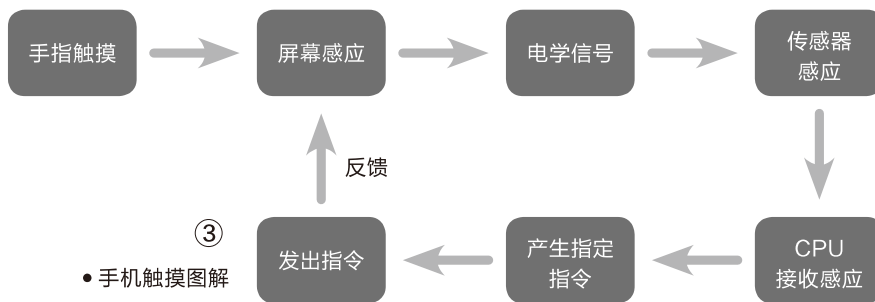 手指触摸
屏幕感应
电学信号
传感器
感应
反馈
③
• 手机触摸图解
发出指令
产生指定
指令
CPU
接收感应